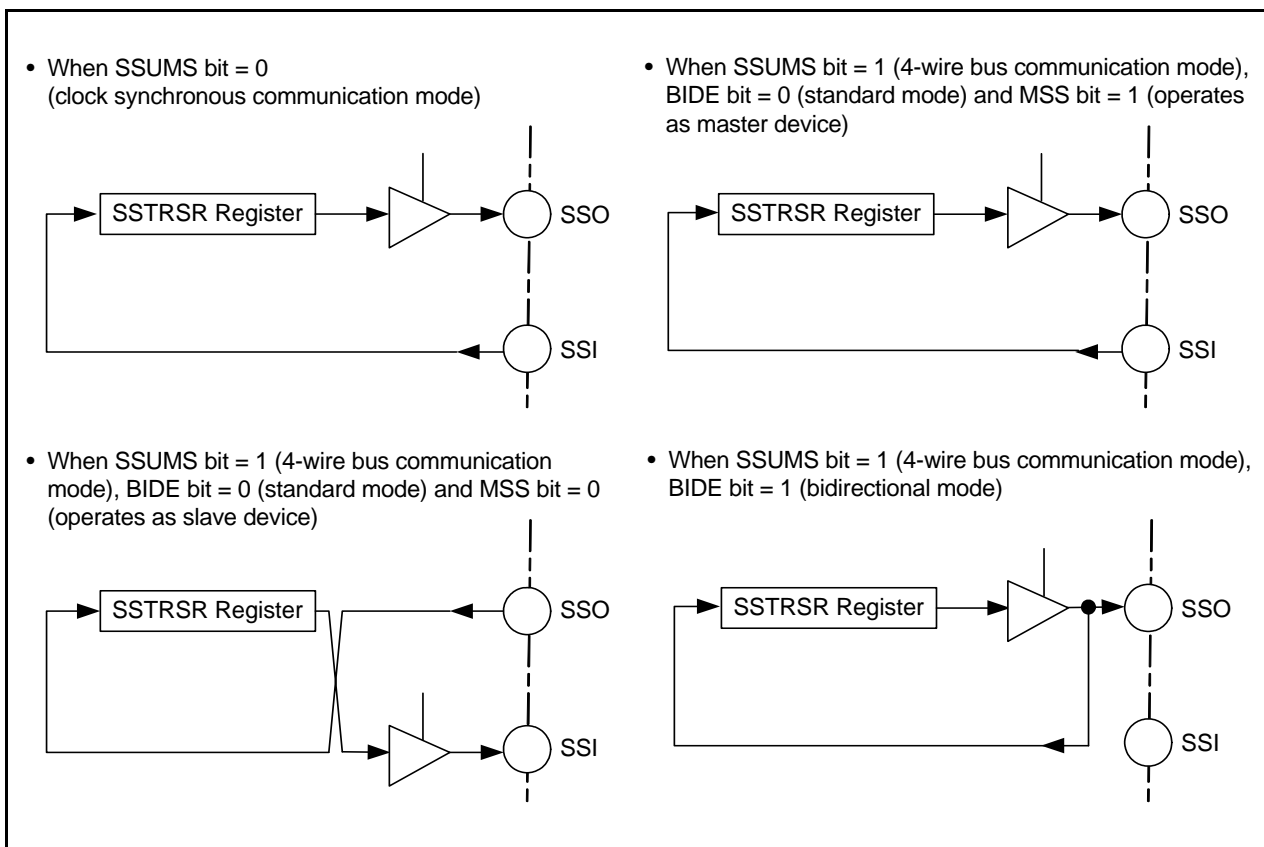 • When SSUMS bit = 0
(clock synchronous communication mode)
SSTRSR Register
SSO
SSI
• When SSUMS bit = 1 (4-wire bus communication mode),
BIDE bit = 0 (standard mode) and MSS bit = 1 (operates
as master device)
SSTRSR Register
SSO
SSI
• When SSUMS bit = 1 (4-wire bus communication
mode), BIDE bit = 0 (standard mode) and MSS bit = 0
(operates as slave device)
SSTRSR Register
SSO
SSI
• When SSUMS bit = 1 (4-wire bus communication mode),
BIDE bit = 1 (bidirectional mode)
SSTRSR Register
SSO
SSI